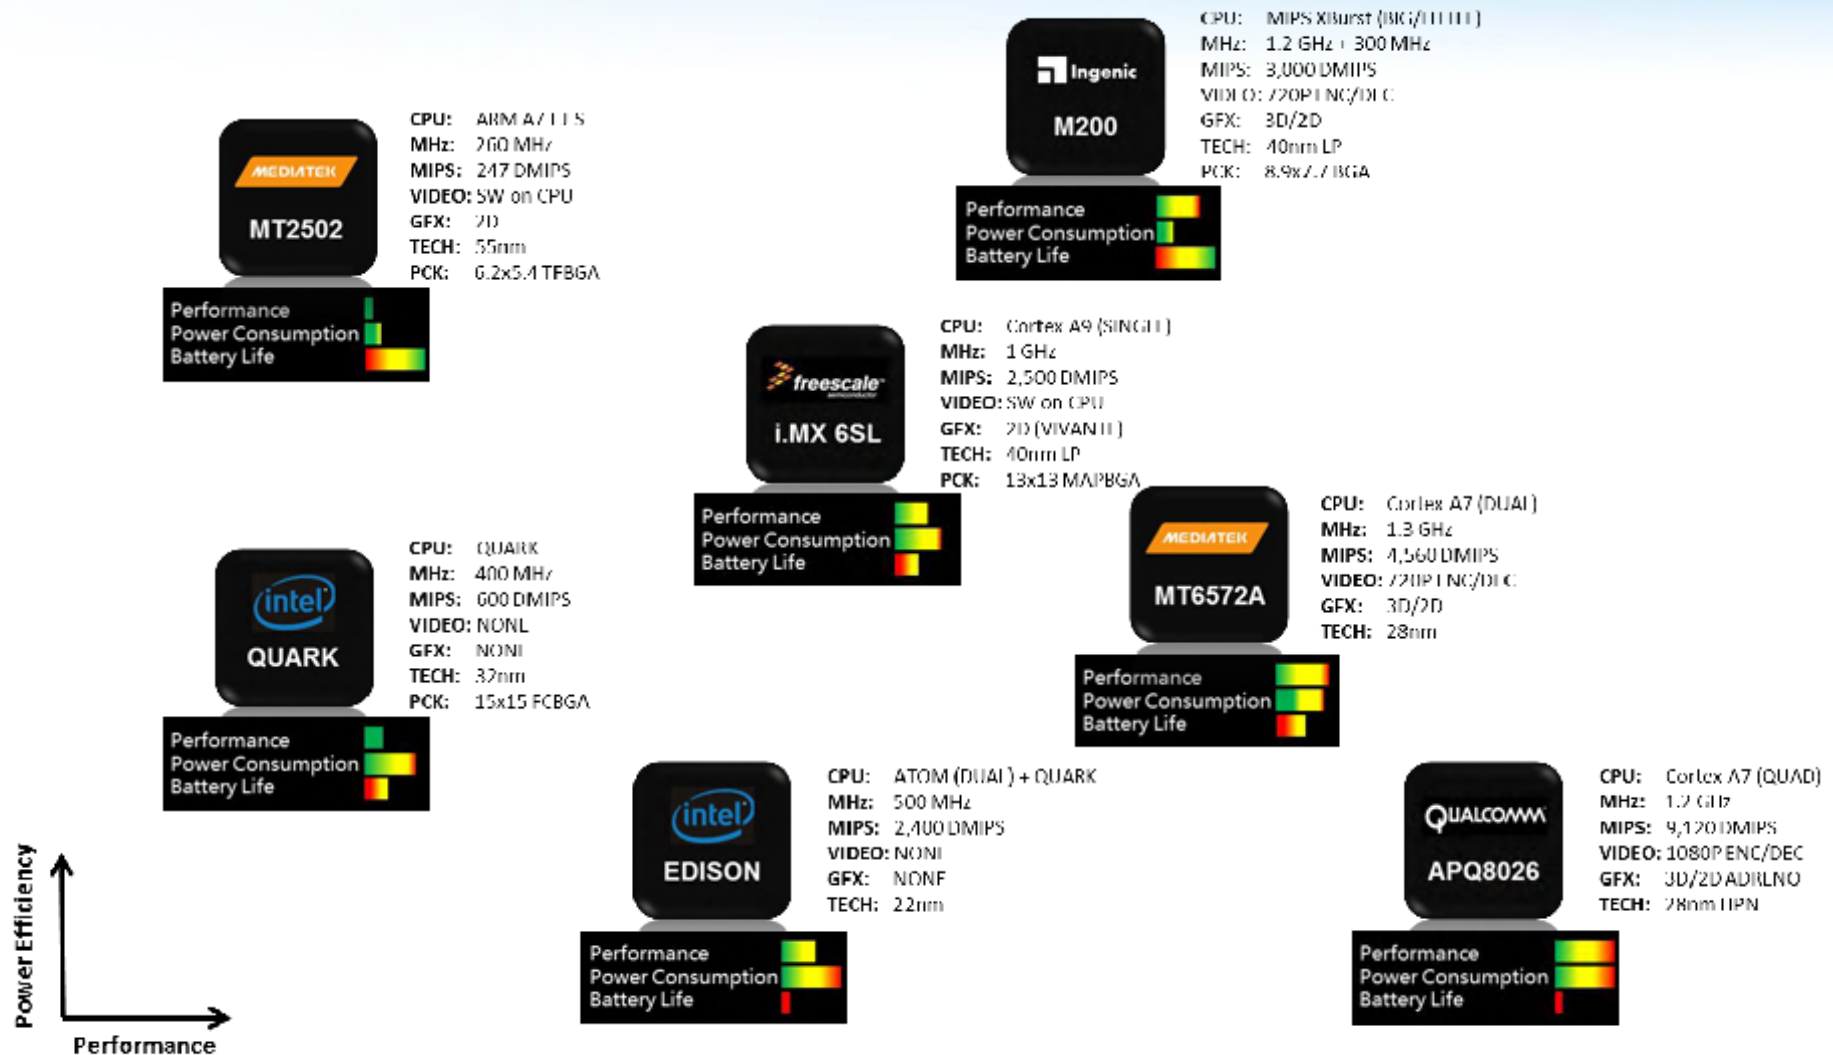 Ingenic
M200
CPU: MIPS XBurst (BIG/LITTLE)
MHz: 1.2 GHz + 300 MHz
MIPS: 3,000 DMIPS
VIDEO: 720P ENC/DEC
GFX: 3D/2D
TECH: 40nm LP
PCK: 8.9x7.7 BGA
Performance
Power Consumption
Battery Life
MEDIATEK
MT2502
CPU: ARM A7 EJ-S
MHz: 260 MHz
MIPS: 247 DMIPS
VIDEO: SW on CPU
GFX: 2D
TECH: 55nm
PCK: 6.2x5.4 TFBGA
Performance
Power Consumption
Battery Life
freescale
semiconductor
i.MX 6SL
CPU: Cortex A9 (SINGLE)
MHz: 1 GHz
MIPS: 2,500 DMIPS
VIDEO: SW on CPU
GFX: 2D (VIVANTE)
TECH: 40nm LP
PCK: 13x13 MAPBGA
Performance
Power Consumption
Battery Life
MEDIATEK
MT6572A
CPU: Cortex A7 (DUAL)
MHz: 1.3 GHz
MIPS: 4,560 DMIPS
VIDEO: 720P ENC/DEC
GFX: 3D/2D
TECH: 28nm
Performance
Power Consumption
Battery Life
intel
QUARK
CPU: QUARK
MHz: 400 MHz
MIPS: 600 DMIPS
VIDEO: NONE
GFX: NONE
TECH: 32nm
PCK: 15x15 FCBGA
Performance
Power Consumption
Battery Life
intel
EDISON
CPU: ATOM (DUAL) + QUARK
MHz: 500 MHz
MIPS: 2,400 DMIPS
VIDEO: NONE
GFX: NONE
TECH: 22nm
Performance
Power Consumption
Battery Life
QUALCOMM
APQ8026
CPU: Cortex A7 (QUAD)
MHz: 1.2 GHz
MIPS: 9,120 DMIPS
VIDEO: 1080P ENC/DEC
GFX: 3D/2D ADRENO
TECH: 28nm HPN
Performance
Power Consumption
Battery Life
Power Efficiency
Performance